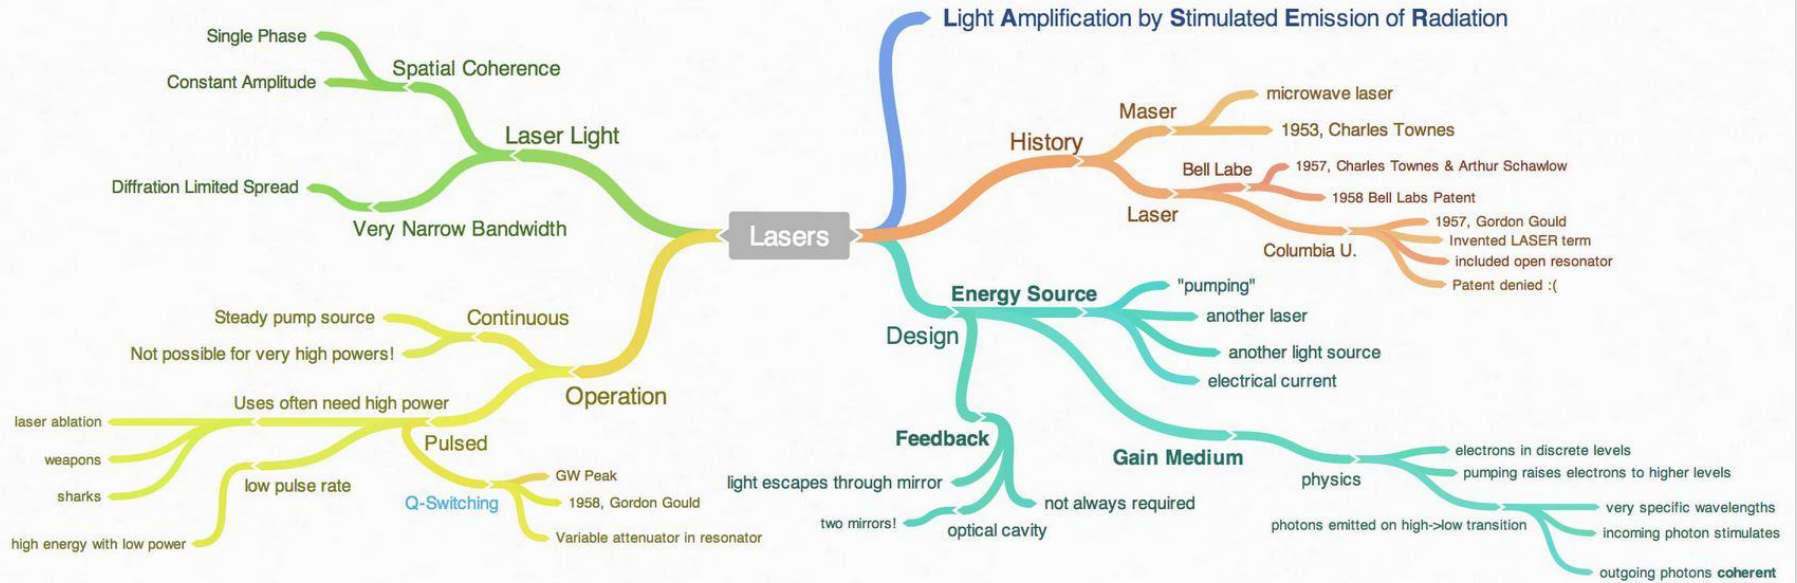 Lasers
Light Amplification by Stimulated Emission of Radiation
History
Maser
microwave laser
1953, Charles Townes
Laser
Bell Labe
1957, Charles Townes & Arthur Schawlow
1958 Bell Labs Patent
Columbia U.
1957, Gordon Gould
Invented LASER term
included open resonator
Patent denied :(
Design
Energy Source
"pumping"
another laser
another light source
electrical current
Gain Medium
physics
electrons in discrete levels
pumping raises electrons to higher levels
photons emitted on high->low transition
very specific wavelengths
incoming photon stimulates
outgoing photons coherent
Feedback
light escapes through mirror
optical cavity
two mirrors!
not always required
Laser Light
Spatial Coherence
Single Phase
Constant Amplitude
Very Narrow Bandwidth
Diffration Limited Spread
Operation
Continuous
Steady pump source
Not possible for very high powers!
Pulsed
Uses often need high power
laser ablation
weapons
sharks
low pulse rate
high energy with low power
Q-Switching
GW Peak
1958, Gordon Gould
Variable attenuator in resonator